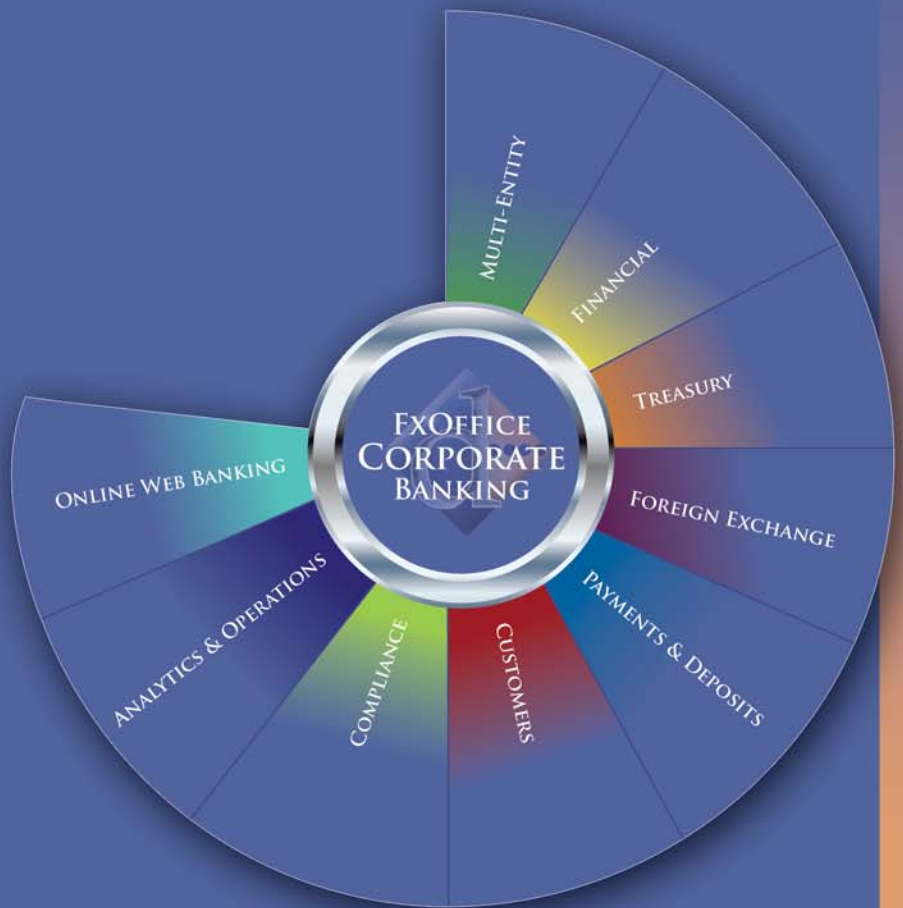 Multi-Entity
Financial
Treasury
Foreign Exchange
Payments & Deposits
Customers
Compliance
Analytics & Operations
Online Web Banking
FxOffice
Corporate
Banking